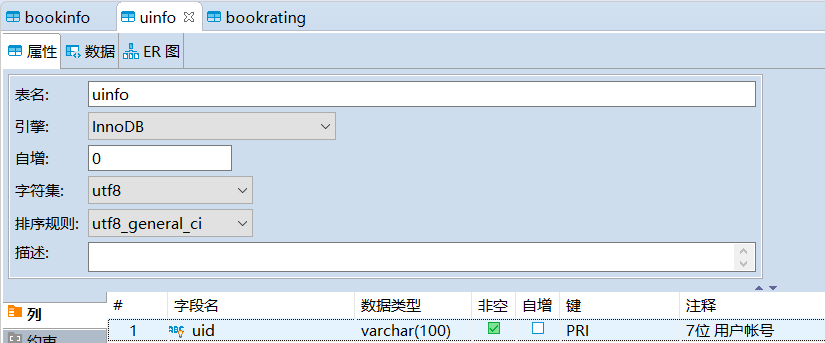 bookinfo uinfo bookrating
属性 数据 ER 图
表名: uinfo
引擎: InnoDB
自增: 0
字符集: utf8
排序规则: utf8_general_ci
描述:
列 # 字段名 数据类型 非空 自增 键 注释
约束 1 ABC uid varchar(100) PRI 7位 用户帐号